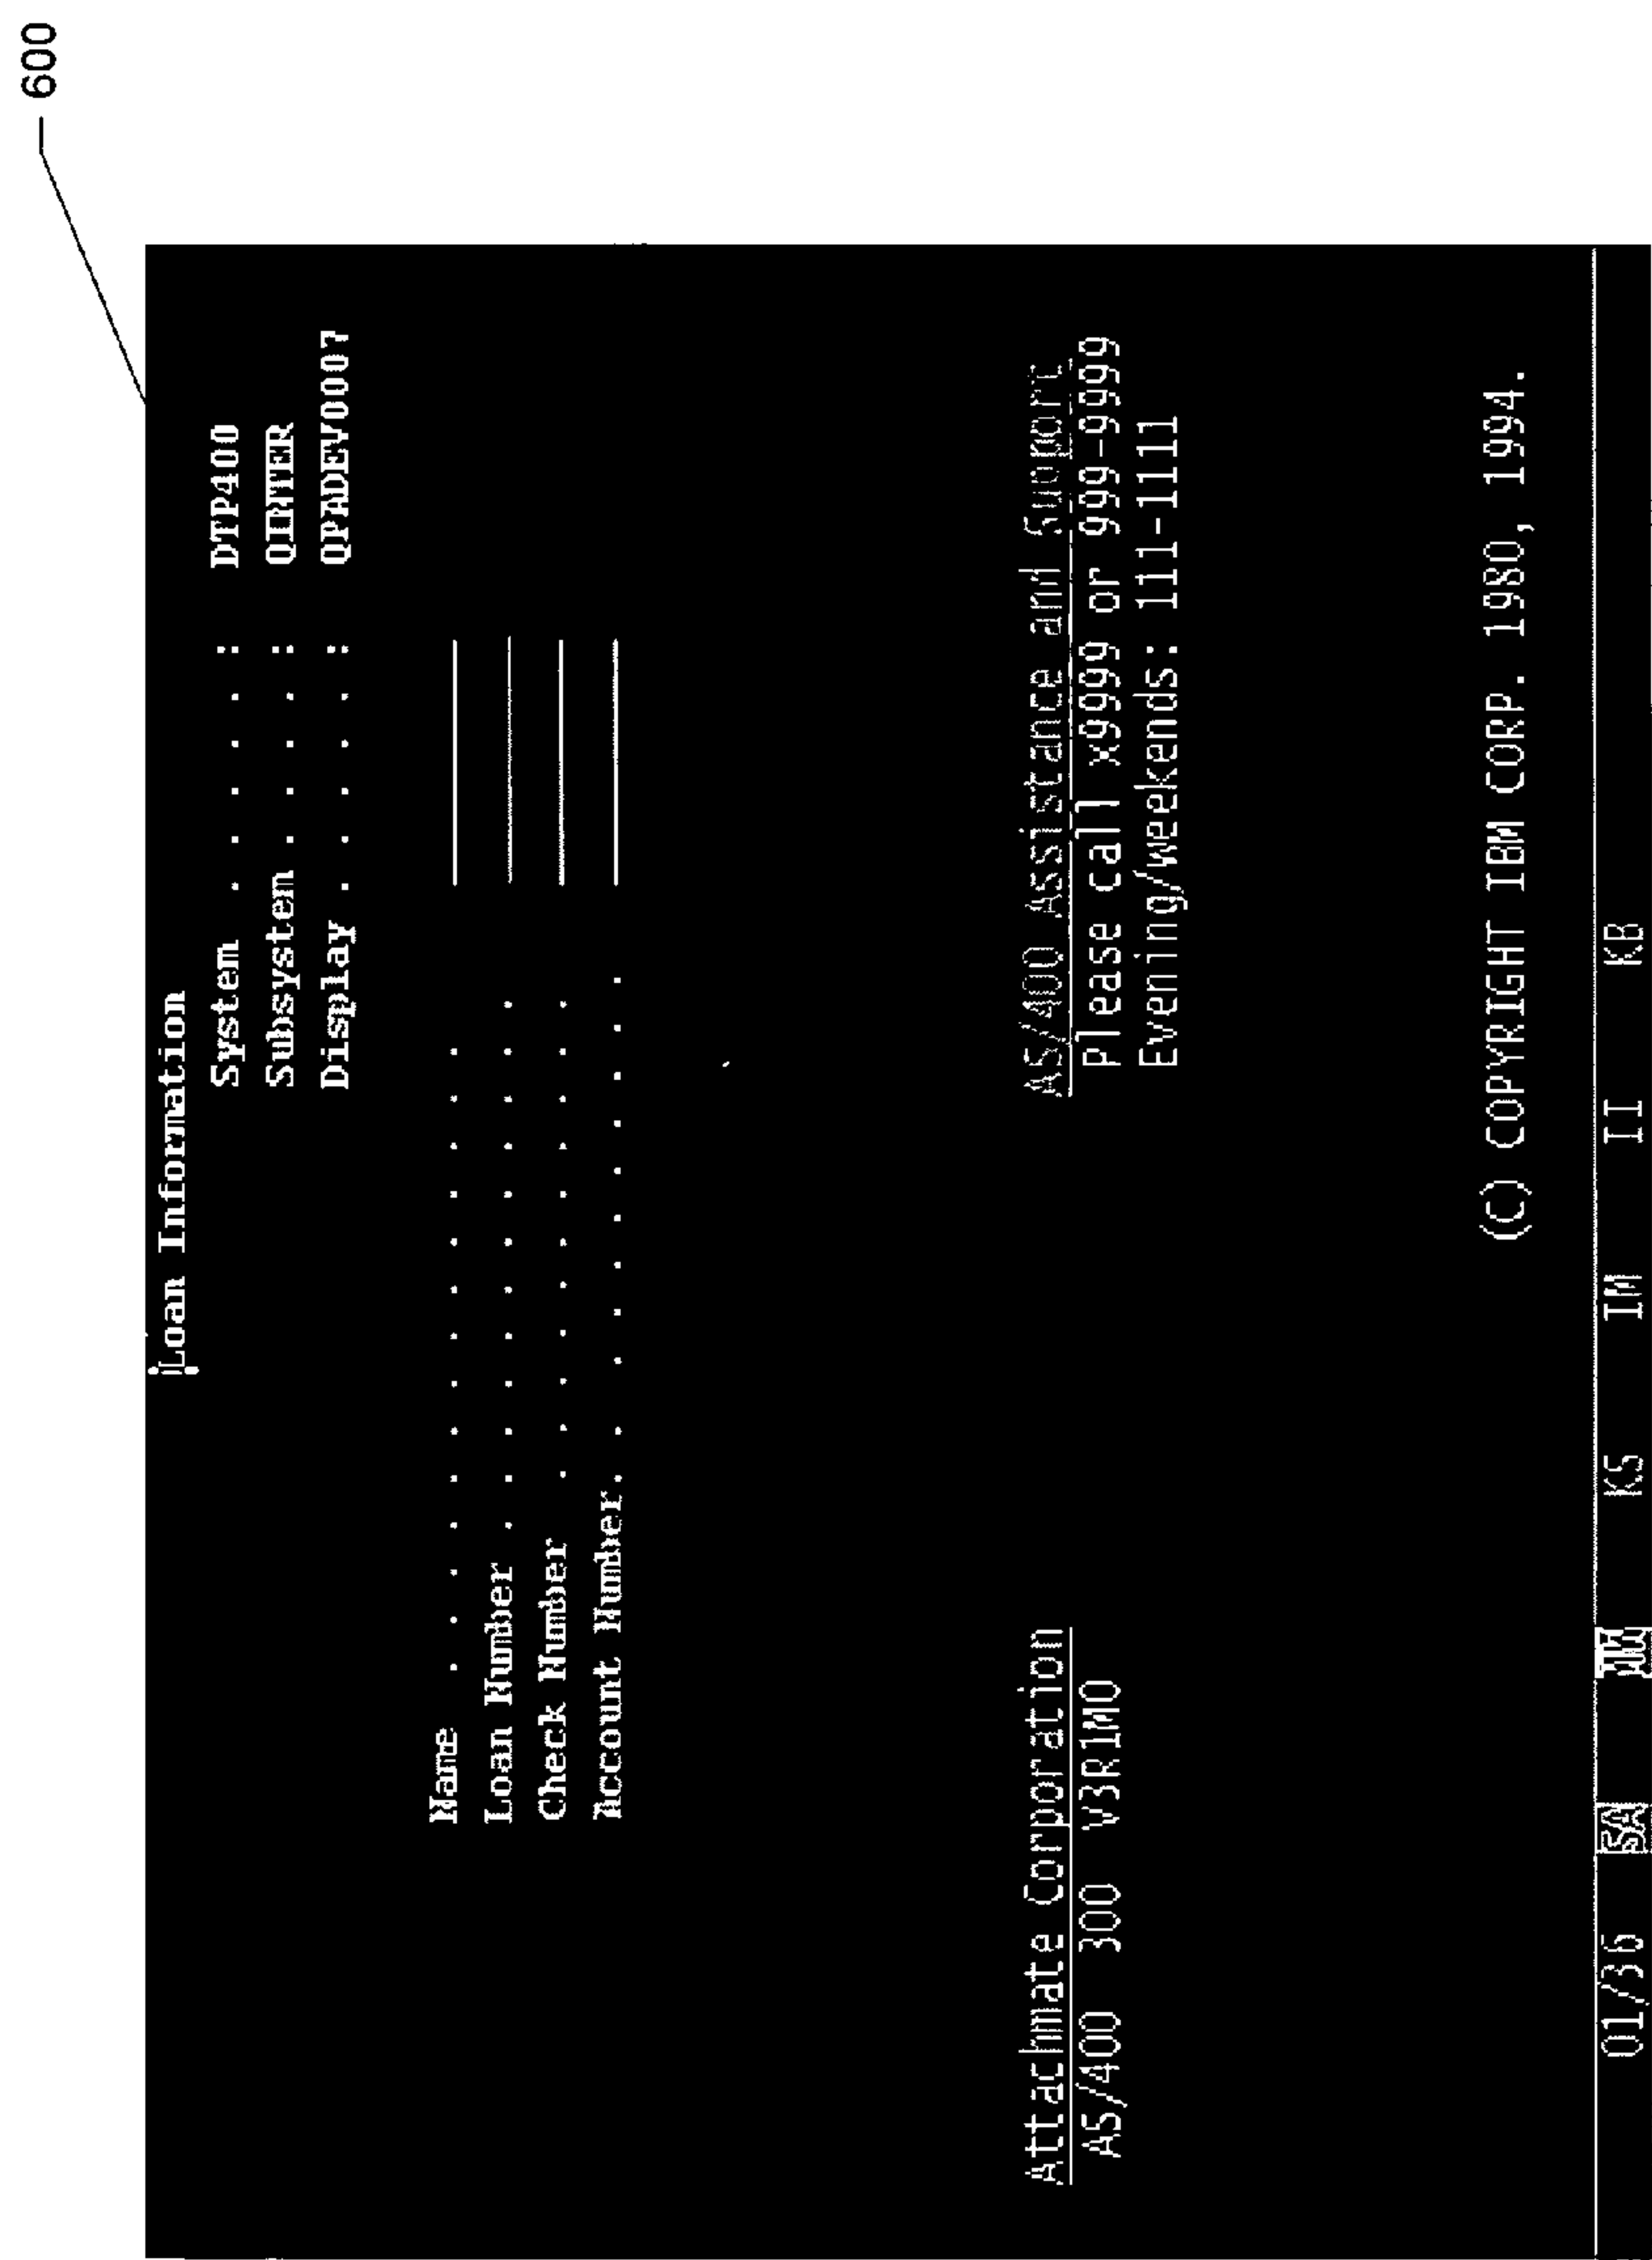 600
Loan Information
System . . . . . : DTP400
Subsystem . . . . : QINTER
Display . . . . . : QPADEV0007
Name . . . . . . . . . . . . . .
Loan Number . . . . . . . . . . . .
Check Number . . . . . . . . . . .
Account Number. . . . . . . . . . .
Attachmate Corporation AS/400 Assistance and Support
AS/400 300 V3R1M0 Please call x9999 or 999-9999
Evening/weekends: 111-1111
(C) COPYRIGHT IBM CORP. 1980, 1994.
01/36 SA MW KS IM II KB